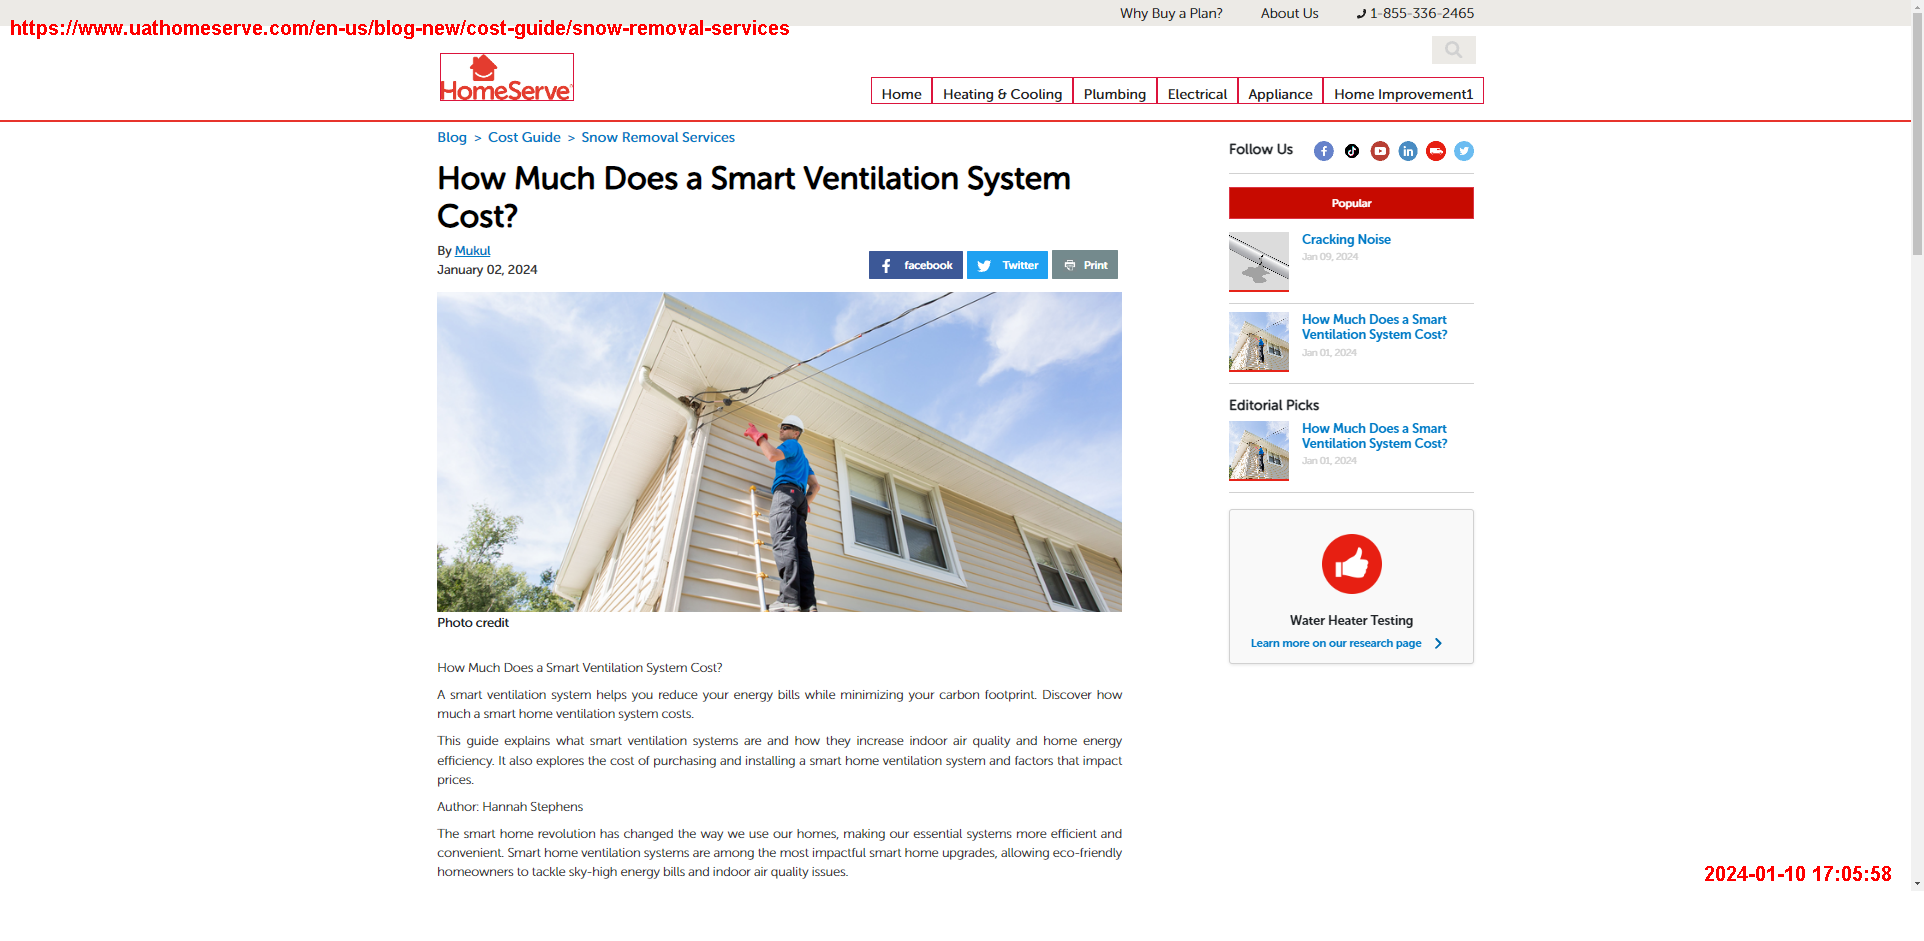 Why Buy a Plan? About Us 1-855-336-2465
https://www.uathomeserve.com/en-us/blog-new/cost-guide/snow-removal-services
HomeServe
Home Heating & Cooling Plumbing Electrical Appliance Home Improvement1
Blog > Cost Guide > Snow Removal Services
How Much Does a Smart Ventilation System
Cost?
By Mukul
January 02, 2024
facebook Twitter Print
Photo credit
How Much Does a Smart Ventilation System Cost?
A smart ventilation system helps you reduce your energy bills while minimizing your carbon footprint. Discover how
much a smart home ventilation system costs.
This guide explains what smart ventilation systems are and how they increase indoor air quality and home energy
efficiency. It also explores the cost of purchasing and installing a smart home ventilation system and factors that impact
prices.
Author: Hannah Stephens
The smart home revolution has changed the way we use our homes, making our essential systems more efficient and
convenient. Smart home ventilation systems are among the most impactful smart home upgrades, allowing eco-friendly
homeowners to tackle sky-high energy bills and indoor air quality issues.
Follow Us
Popular
Cracking Noise
Jan 09, 2024
How Much Does a Smart
Ventilation System Cost?
Jan 01, 2024
Editorial Picks
How Much Does a Smart
Ventilation System Cost?
Jan 01, 2024
Water Heater Testing
Learn more on our research page
2024-01-10 17:05:58